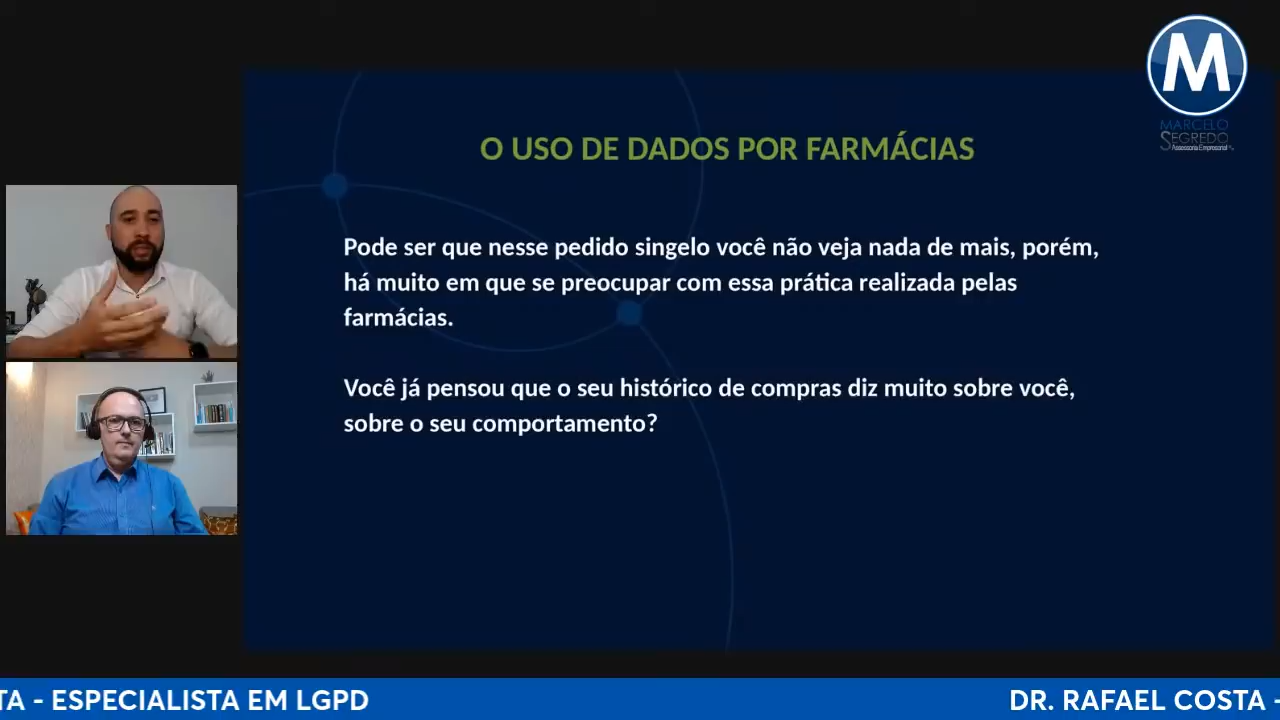 M
MARCELO
SEGREDO
Assessoria Empresarial
O USO DE DADOS POR FARMÁCIAS
Pode ser que nesse pedido singelo você não veja nada de mais, porém,
há muito em que se preocupar com essa prática realizada pelas
farmácias.
Você já pensou que o seu histórico de compras diz muito sobre você,
sobre o seu comportamento?
TA - ESPECIALISTA EM LGPD
DR. RAFAEL COSTA -